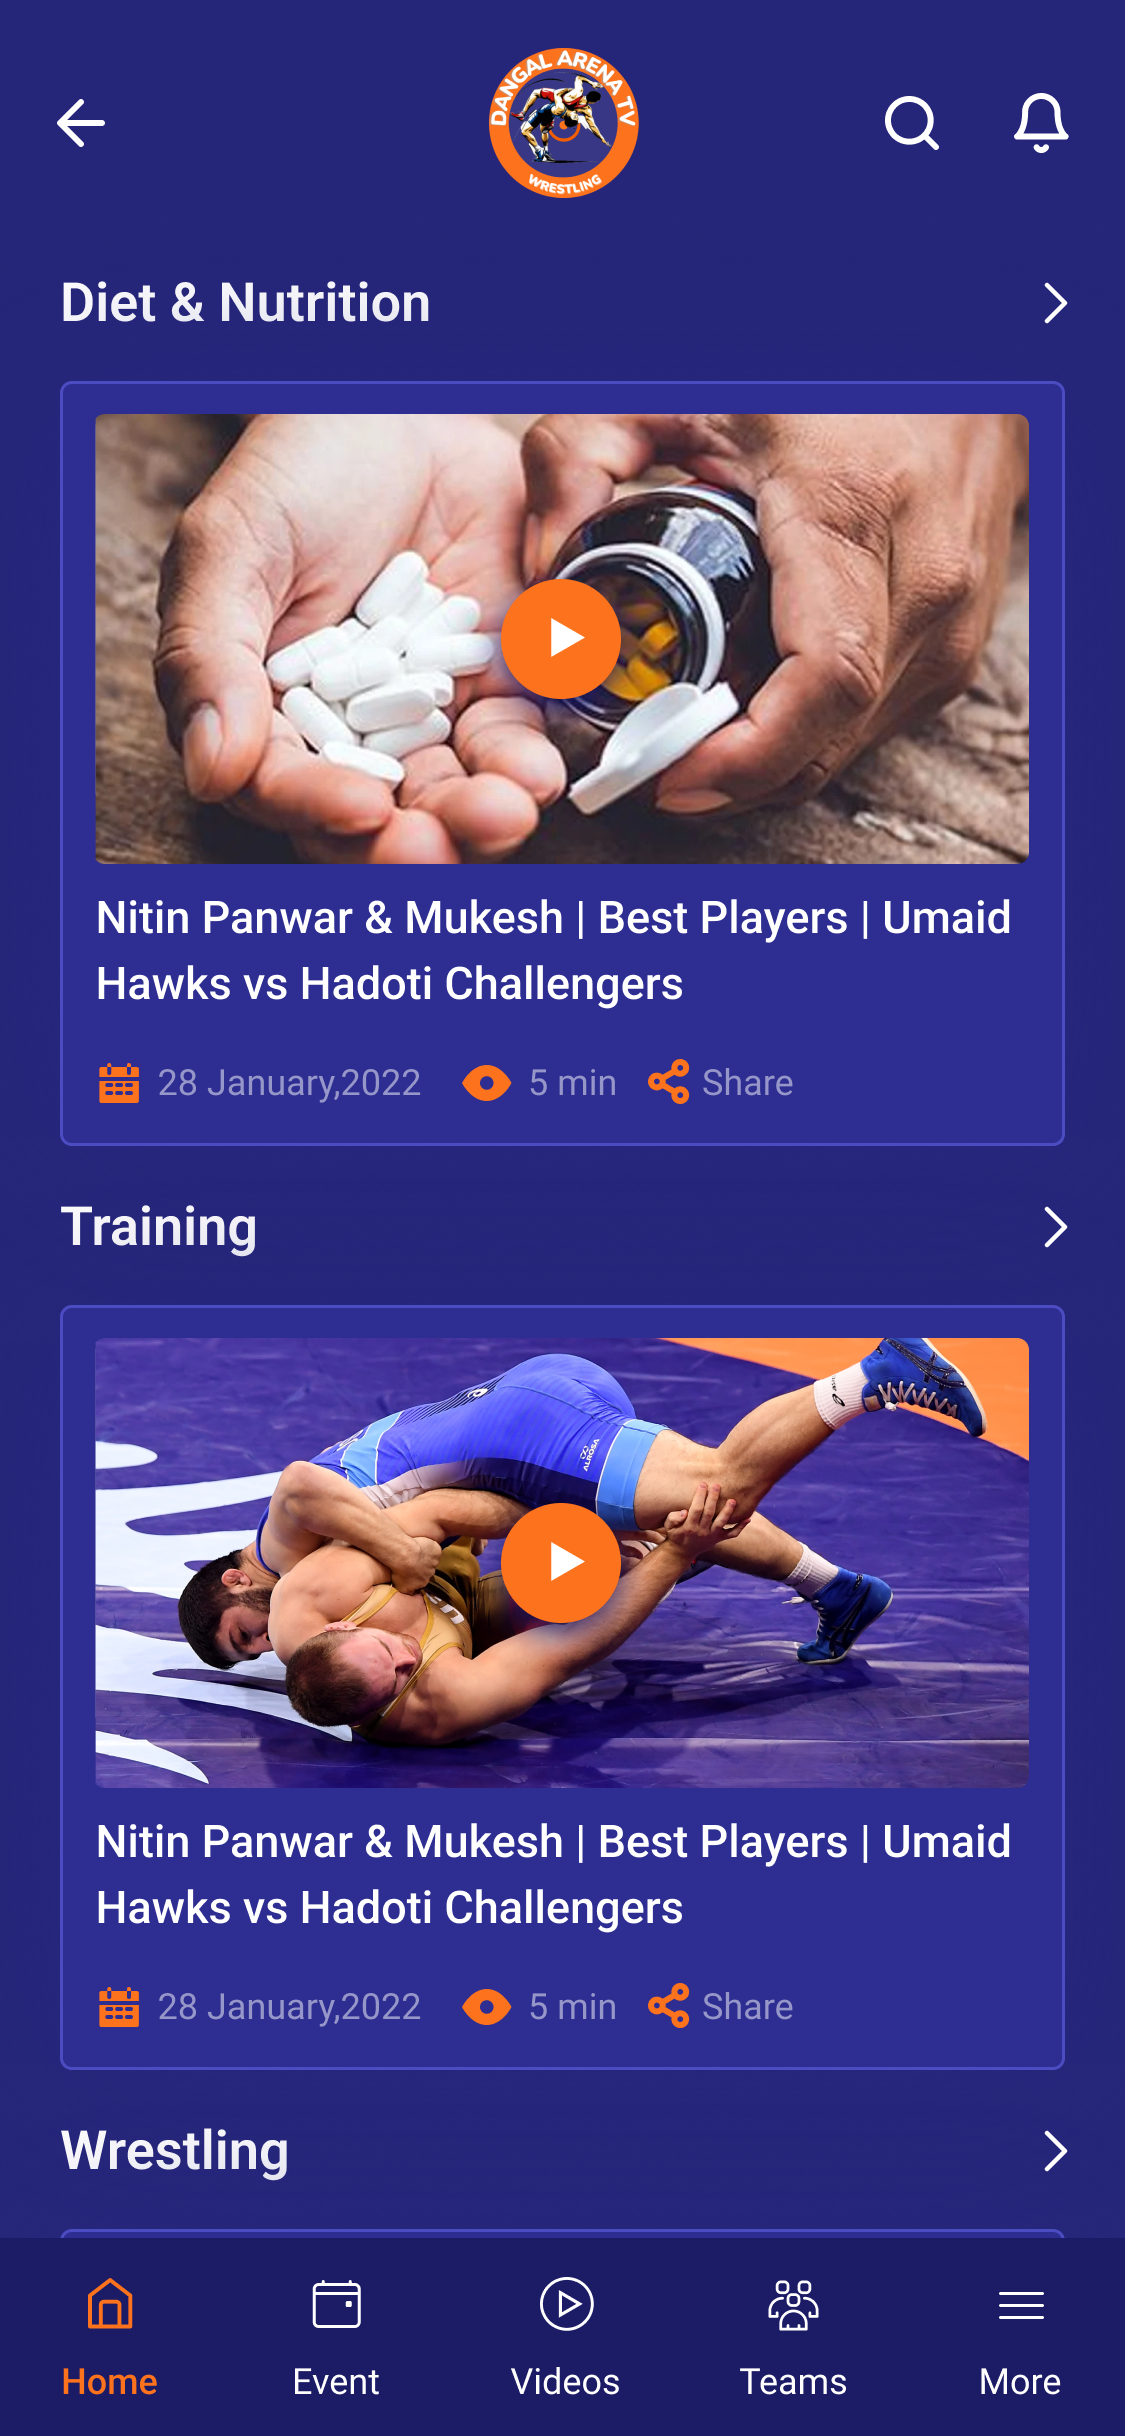 DANGAL ARENA TV
WRESTLING
Diet & Nutrition
Nitin Panwar & Mukesh | Best Players | Umaid
Hawks vs Hadoti Challengers
28 January,2022 5 min Share
Training
ALROSA
Nitin Panwar & Mukesh | Best Players | Umaid
Hawks vs Hadoti Challengers
28 January,2022 5 min Share
Wrestling
Home Event Videos Teams More